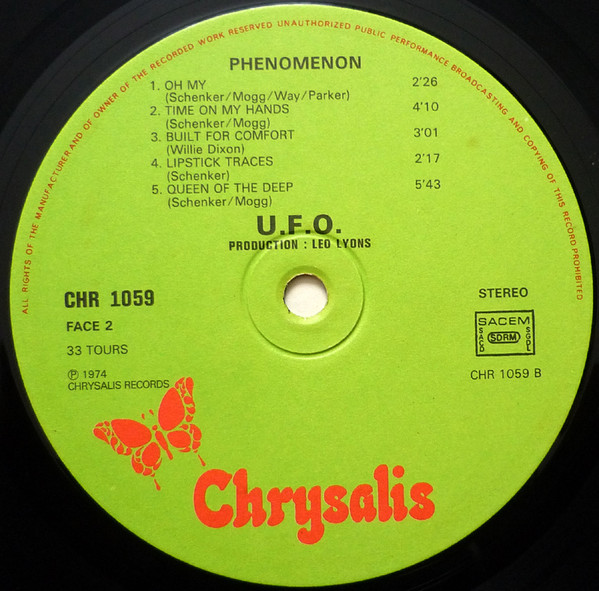 ALL RIGHTS OF THE MANUFACTURER AND OF OWNER OF THE RECORDED WORK RESERVED UNAUTHORIZED PUBLIC PERFORMANCE BROADCASTING AND COPYING OF THIS RECORD PROHIBITED
PHENOMENON
1. OH MY 2'26
(Schenker/Mogg/Way/Parker)
2. TIME ON MY HANDS 4'10
(Schenker/Mogg)
3. BUILT FOR COMFORT 3'01
(Willie Dixon)
4. LIPSTICK TRACES 2'17
(Schenker)
5. QUEEN OF THE DEEP 5'43
(Schenker/Mogg)
U.F.O.
PRODUCTION : LEO LYONS
CHR 1059
STEREO
FACE 2
SACEM
SACD SDRM SGDL
33 TOURS
℗ 1974
CHRYSALIS RECORDS
CHR 1059 B
Chrysalis